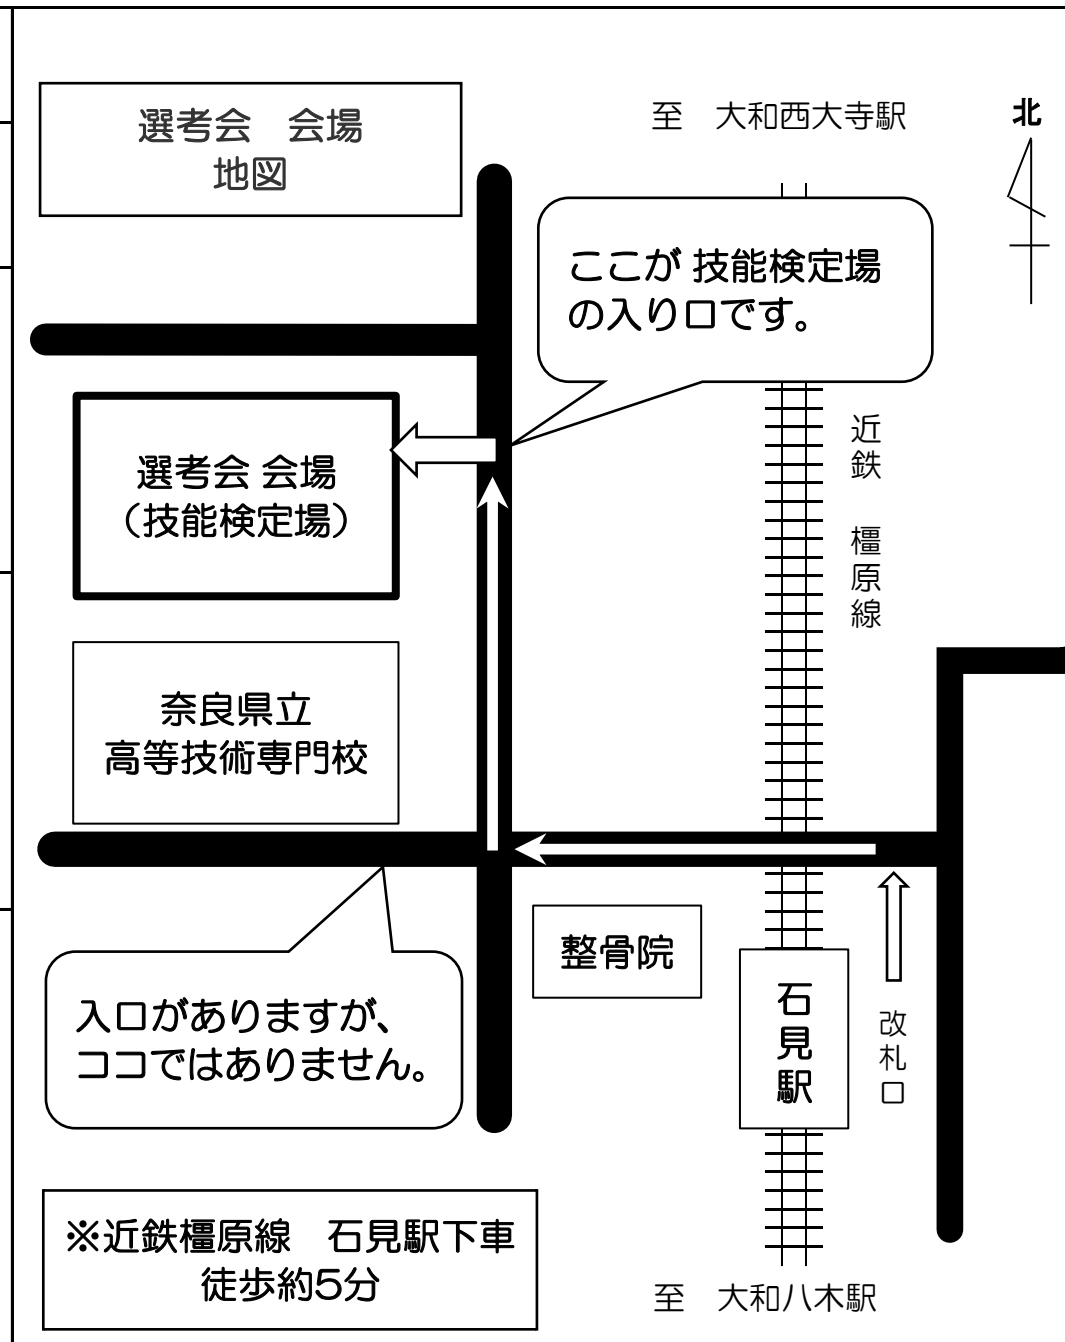 選考会　会場
地図
至　大和西大寺駅
北
ここが 技能検定場
の入り口です。
近鉄　橿原線
選考会 会場
（技能検定場）
奈良県立
高等技術専門校
整骨院
石見駅
改札口
入口がありますが、
ココではありません。
※近鉄橿原線　石見駅下車
徒歩約5分
至　大和八木駅